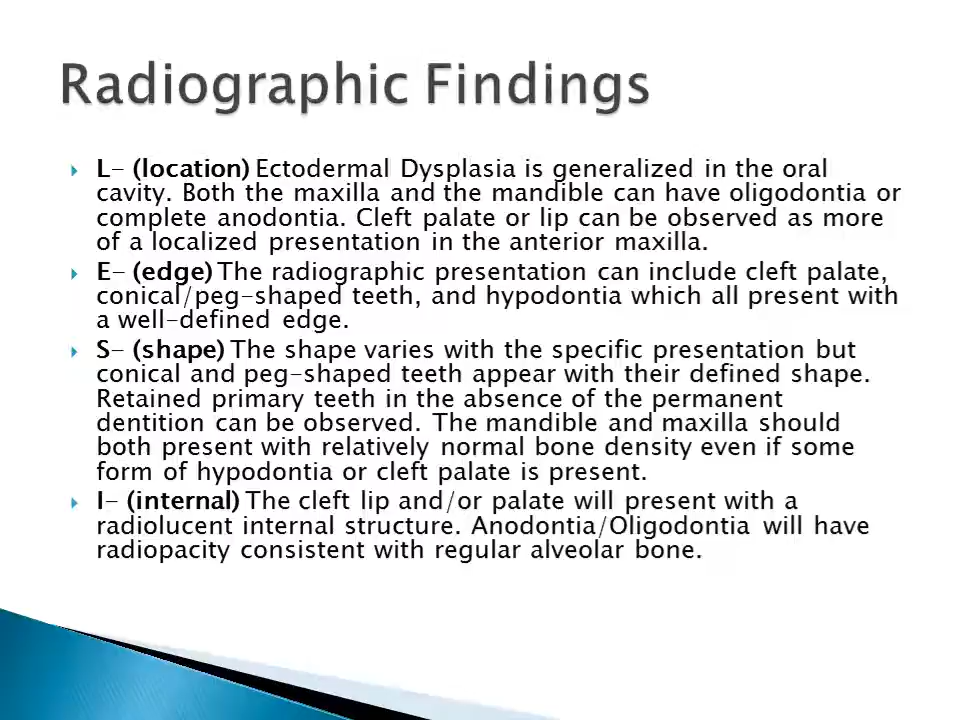 Radiographic Findings
L- (location) Ectodermal Dysplasia is generalized in the oral
cavity. Both the maxilla and the mandible can have oligodontia or
complete anodontia. Cleft palate or lip can be observed as more
of a localized presentation in the anterior maxilla.
E- (edge) The radiographic presentation can include cleft palate,
conical/peg-shaped teeth, and hypodontia which all present with
a well-defined edge.
S- (shape) The shape varies with the specific presentation but
conical and peg-shaped teeth appear with their defined shape.
Retained primary teeth in the absence of the permanent
dentition can be observed. The mandible and maxilla should
both present with relatively normal bone density even if some
form of hypodontia or cleft palate is present.
I- (internal) The cleft lip and/or palate will present with a
radiolucent internal structure. Anodontia/Oligodontia will have
radiopacity consistent with regular alveolar bone.